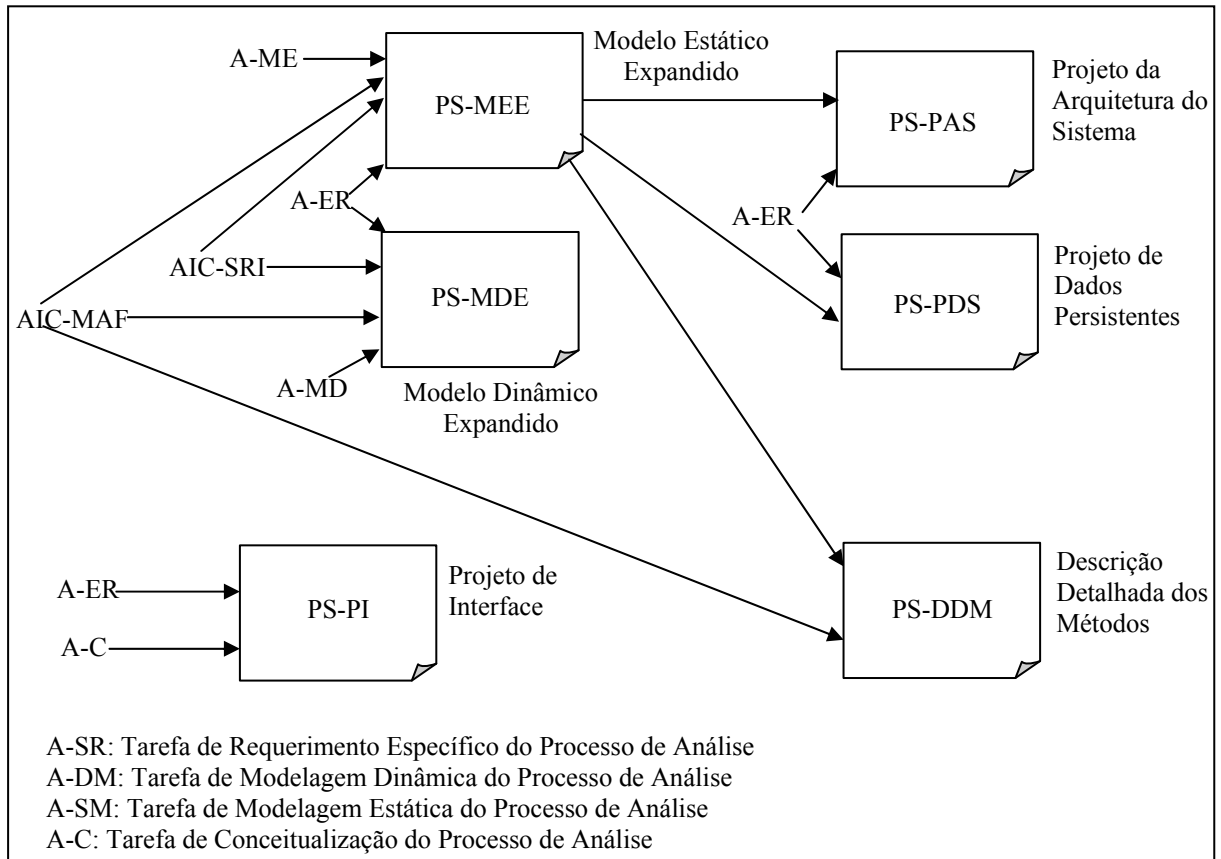 A-ME
PS-MEE
Modelo Estático
Expandido
PS-PAS
Projeto da
Arquitetura do
Sistema
A-ER
A-ER
AIC-SRI
PS-MDE
PS-PDS
Projeto de
Dados
Persistentes
AIC-MAF
A-MD
Modelo Dinâmico
Expandido
A-ER
A-C
PS-PI
Projeto de
Interface
PS-DDM
Descrição
Detalhada dos
Métodos
A-SR: Tarefa de Requerimento Específico do Processo de Análise
A-DM: Tarefa de Modelagem Dinâmica do Processo de Análise
A-SM: Tarefa de Modelagem Estática do Processo de Análise
A-C: Tarefa de Conceitualização do Processo de Análise